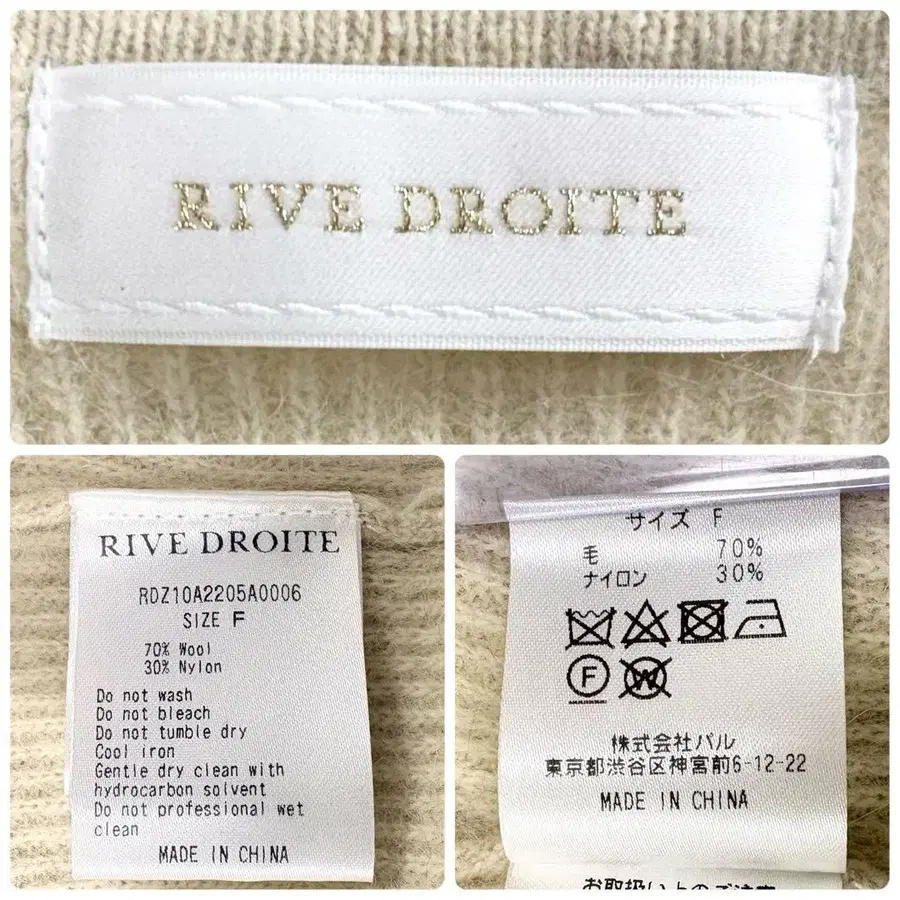 RIVE DROITE
RIVE DROITE
RDZ10A2205A0006
SIZE F
70% Wool
30% Nylon
Do not wash
Do not bleach
Do not tumble dry
Cool iron
Gentle dry clean with
hydrocarbon solvent
Do not professional wet
clean
MADE IN CHINA
サイズ F
毛 70%
ナイロン 30%
F W
株式会社パル
東京都渋谷区神宮前6-12-22
MADE IN CHINA